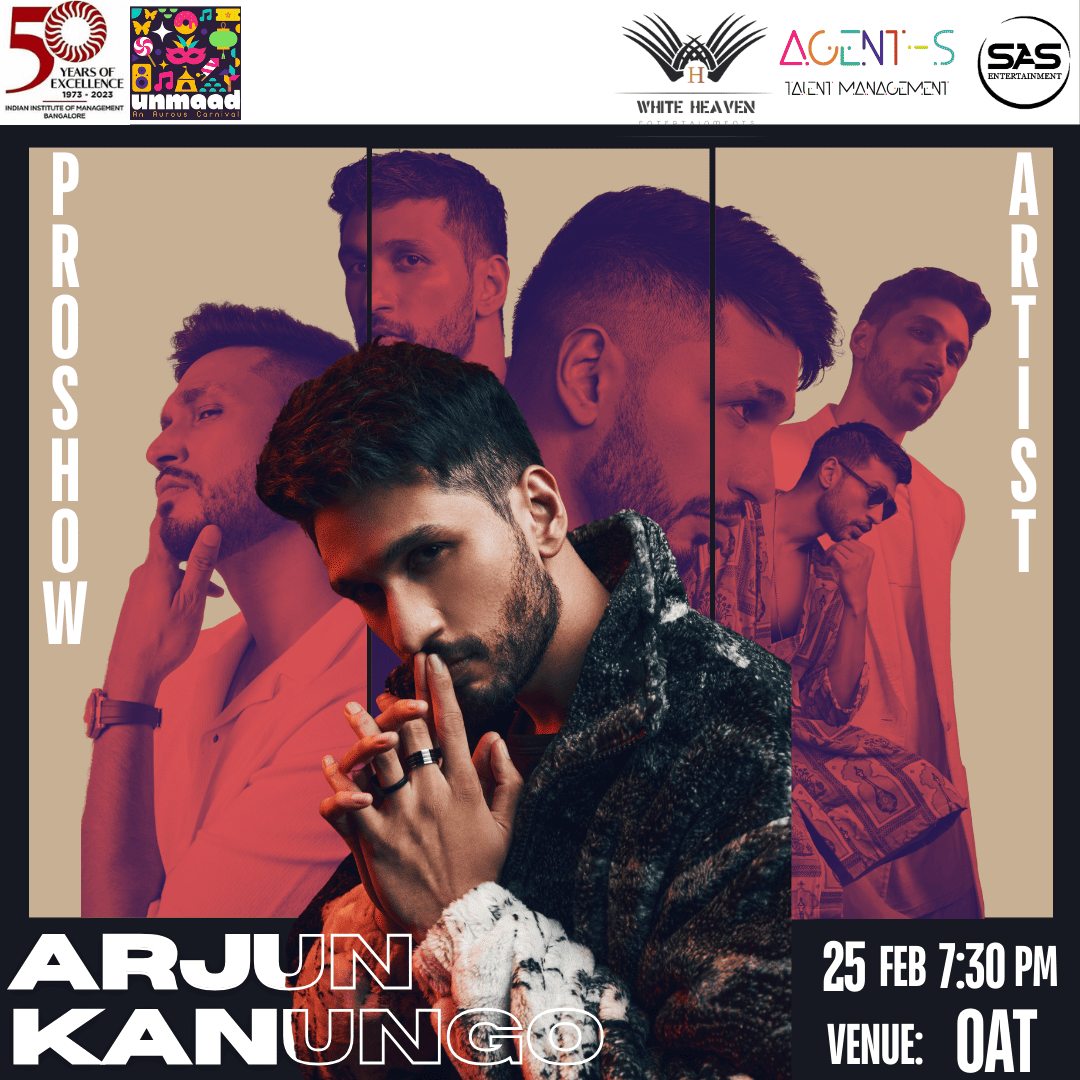 50
YEARS OF
EXCELLENCE
1973 - 2023
INDIAN INSTITUTE OF MANAGEMENT
BANGALORE
unmaad
An Aurous Carnival
H
WHITE HEAVEN
ENTERTAINMENTS
AGENT-S
TALENT MANAGEMENT
SAS
ENTERTAINMENT
PROSHOW
ARTIST
ARJUN
KANUNGO
25 FEB 7:30 PM
VENUE: OAT